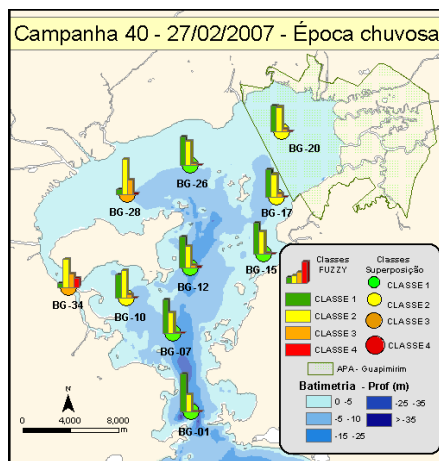 Campanha 40 - 27/02/2007 - Época chuvosa
BG-20
BG-26
BG-28
BG-17
BG-15
BG-12
BG-34
BG-10
BG-07
BG-01
N
4,000
0
8,000
m
Classes FUZZY
CLASSE 1
CLASSE 2
CLASSE 3
CLASSE 4
Classes Superposição
CLASSE 1
CLASSE 2
CLASSE 3
CLASSE 4
APA - Guapimirim
Batimetria - Prof (m)
0 -5
-5 -10
-15 -25
-25 -35
>-35